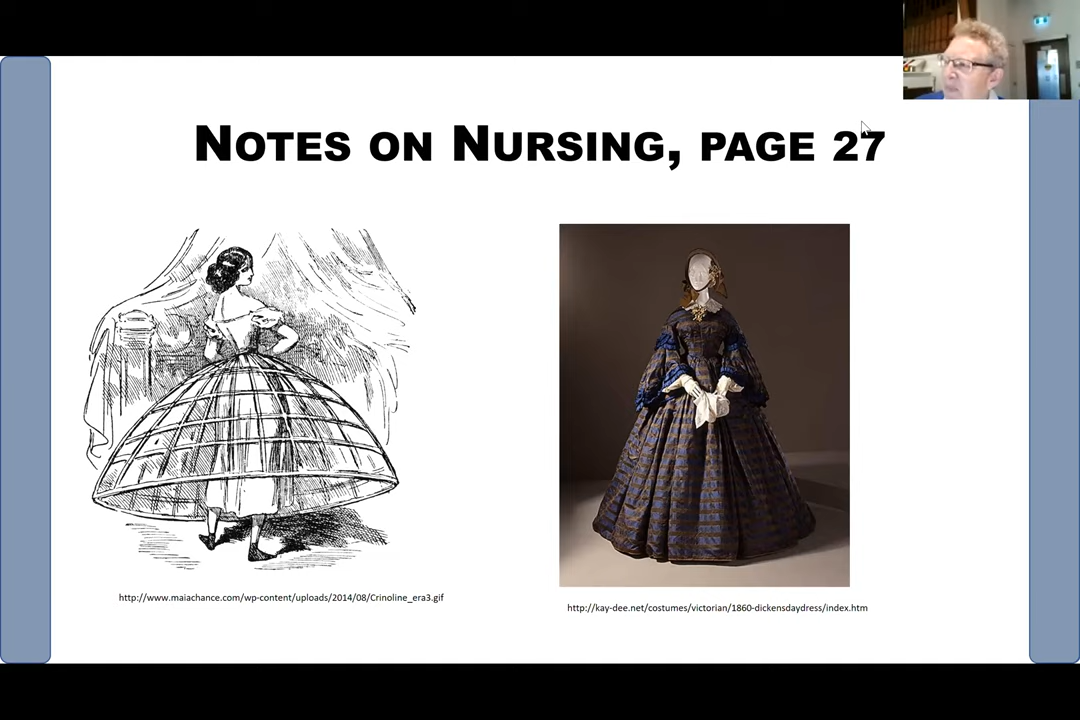 NOTES ON NURSING, PAGE 27
http://www.maiachance.com/wp-content/uploads/2014/08/Crinoline_era3.gif
http://kay-dee.net/costumes/victorian/1860-dickensdaydress/index.htm